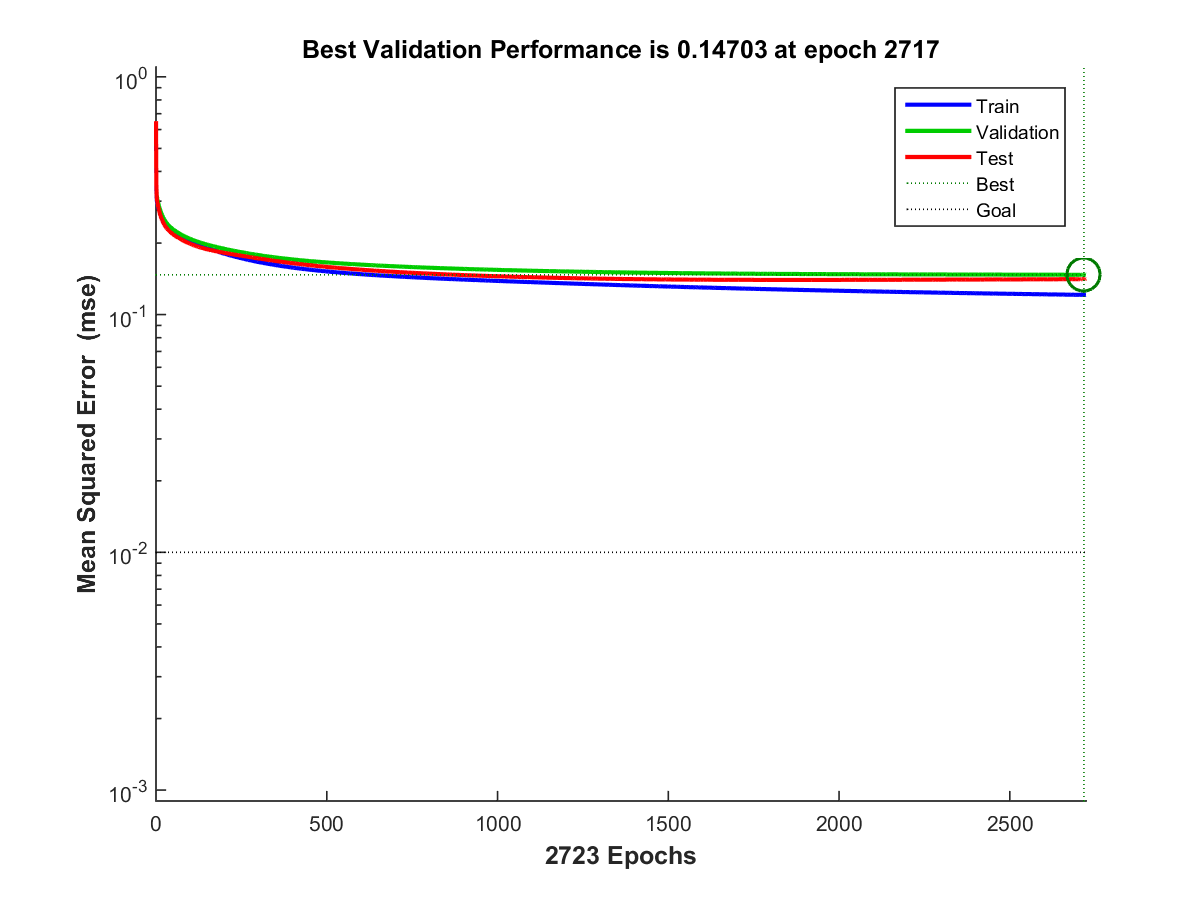 Best Validation Performance is 0.14703 at epoch 2717
10^0
10^-1
10^-2
10^-3
Mean Squared Error (mse)
Train
Validation
Test
Best
Goal
0 500 1000 1500 2000 2500
2723 Epochs